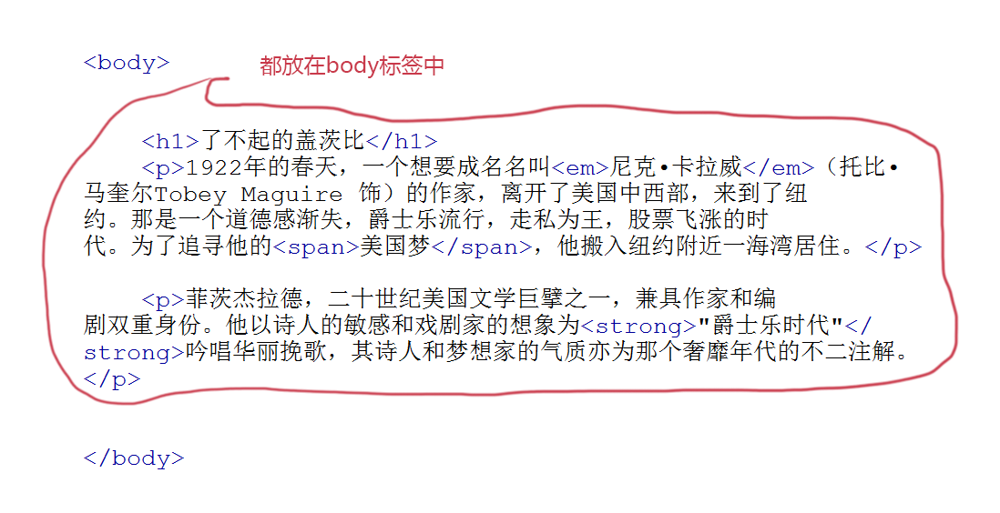 <body>
都放在body标签中
<h1>了不起的盖茨比</h1>
<p>1922年的春天，一个想要成名名叫<em>尼克•卡拉威</em>（托比•
马奎尔Tobey Maguire 饰）的作家，离开了美国中西部，来到了纽
约。那是一个道德感渐失，爵士乐流行，走私为王，股票飞涨的时
代。为了追寻他的<span>美国梦</span>，他搬入纽约附近一海湾居住。</p>
<p>菲茨杰拉德，二十世纪美国文学巨擘之一，兼具作家和编
剧双重身份。他以诗人的敏感和戏剧家的想象为<strong>"爵士乐时代"</
strong>吟唱华丽挽歌，其诗人和梦想家的气质亦为那个奢靡年代的不二注解。
</p>
</body>